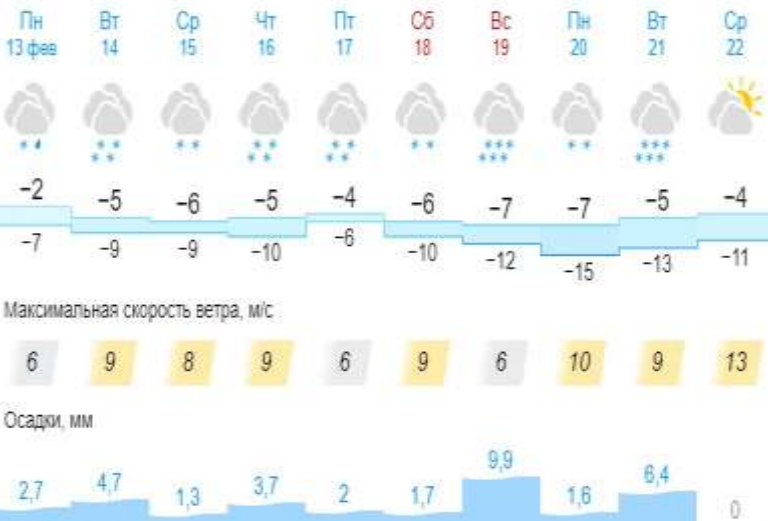 Пн Вт Ср Чт Пт Сб Вс Пн Вт Ср
13 фев 14 15 16 17 18 19 20 21 22
−2 −5 −6 −5 −4 −6 −7 −7 −5 −4
−7 −9 −9 −10 −6 −10 −12 −15 −13 −11
Максимальная скорость ветра, м/с
6 9 8 9 6 9 6 10 9 13
Осадки, мм
2,7 4,7 1,3 3,7 2 1,7 9,9 1,6 6,4 0